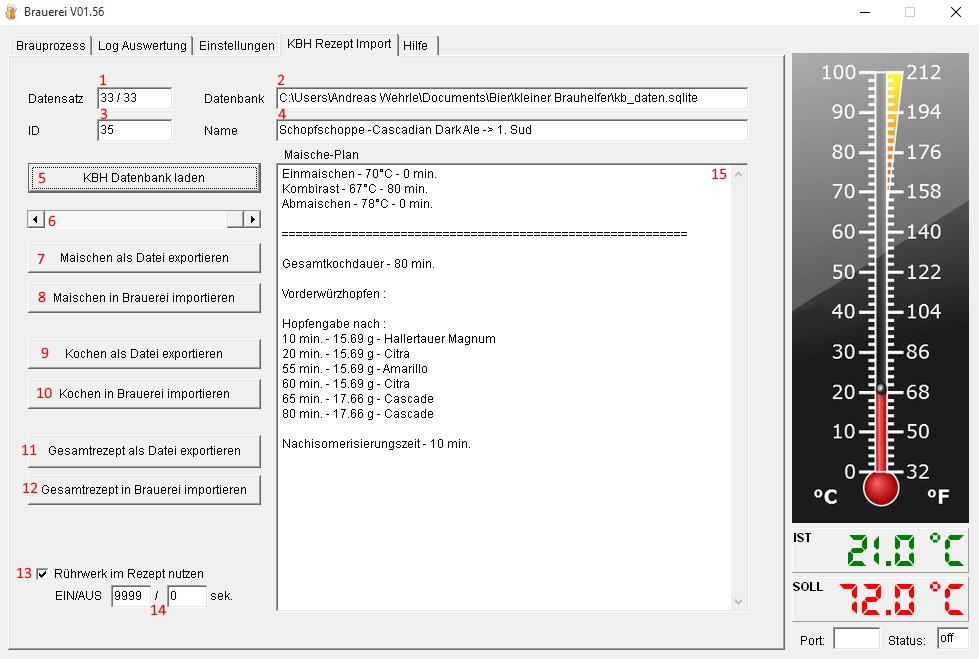 Brauerei V01.56
Brauprozess Log Auswertung Einstellungen KBH Rezept Import Hilfe
1 2
Datensatz 33 / 33 Datenbank C:\Users\Andreas Wehrle\Documents\Bier\kleiner Brauhelfer\kb_daten.sqlite
3 4
ID 35 Name Schopfschoppe -Cascadian Dark Ale -> 1. Sud
Maische-Plan
5 KBH Datenbank laden
6
7 Maischen als Datei exportieren
8 Maischen in Brauerei importieren
9 Kochen als Datei exportieren
10 Kochen in Brauerei importieren
11 Gesamtrezept als Datei exportieren
12 Gesamtrezept in Brauerei importieren
13 Rührwerk im Rezept nutzen
EIN/AUS 9999 / 0 sek.
14
15
Einmaischen - 70°C - 0 min.
Kombirast - 67°C - 80 min.
Abmaischen - 78°C - 0 min.
==========================================================
Gesamtkochdauer - 80 min.
Vorderwürzhopfen :
Hopfengabe nach :
10 min. - 15.69 g - Hallertauer Magnum
20 min. - 15.69 g - Citra
55 min. - 15.69 g - Amarillo
60 min. - 15.69 g - Citra
65 min. - 17.66 g - Cascade
80 min. - 17.66 g - Cascade
Nachisomerisierungszeit - 10 min.
100 212
90 194
80 176
70 158
60 140
50 122
40 104
30 86
20 68
10 50
0 32
°C °F
IST 21.0 °C
SOLL 72.0 °C
Port: Status: off